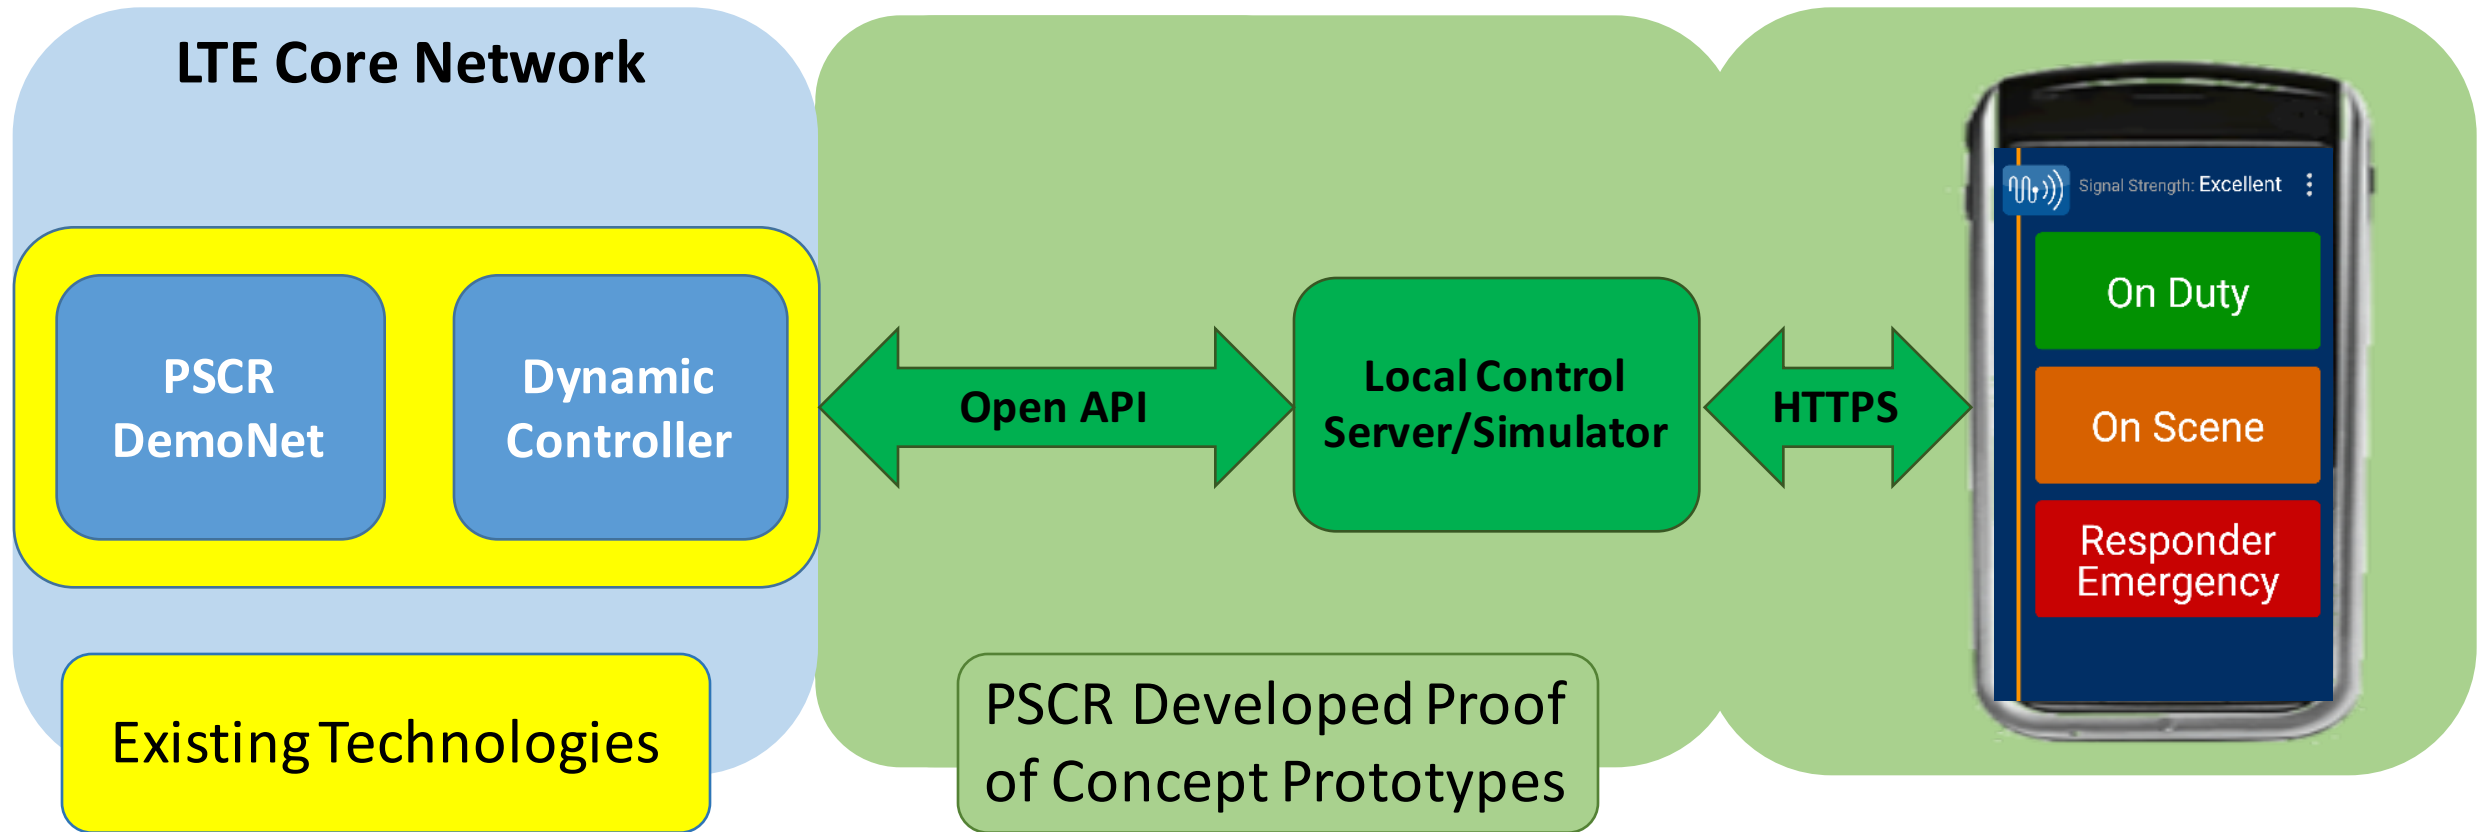 LTE Core Network
PSCR
DemoNet
Dynamic
Controller
Open API
Local Control
Server/Simulator
HTTPS
Signal Strength: Excellent
On Duty
On Scene
Responder
Emergency
Existing Technologies
PSCR Developed Proof
of Concept Prototypes